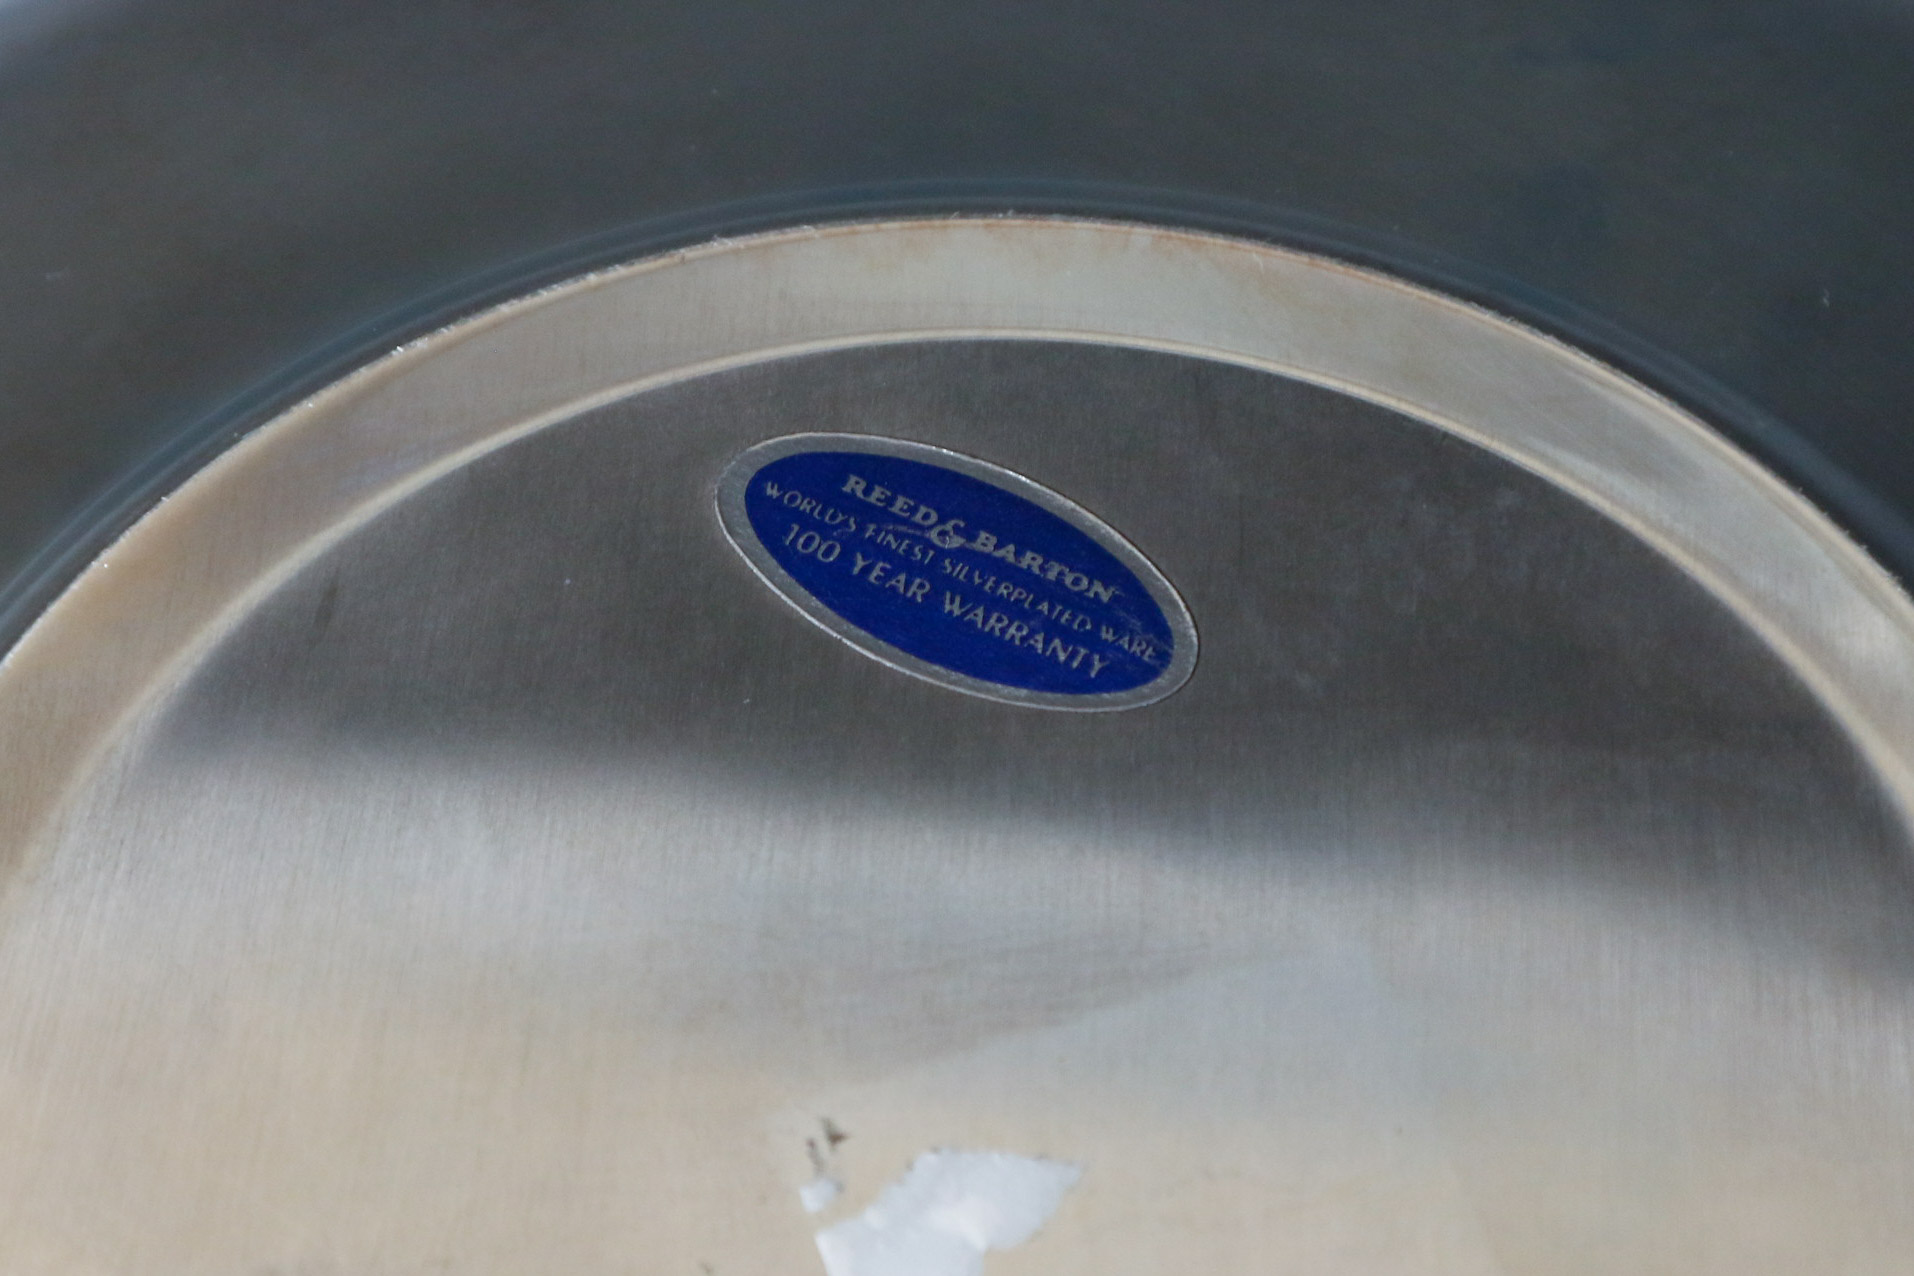 REED & BARTON
WORLD'S FINEST SILVERPLATED WARE
100 YEAR WARRANTY